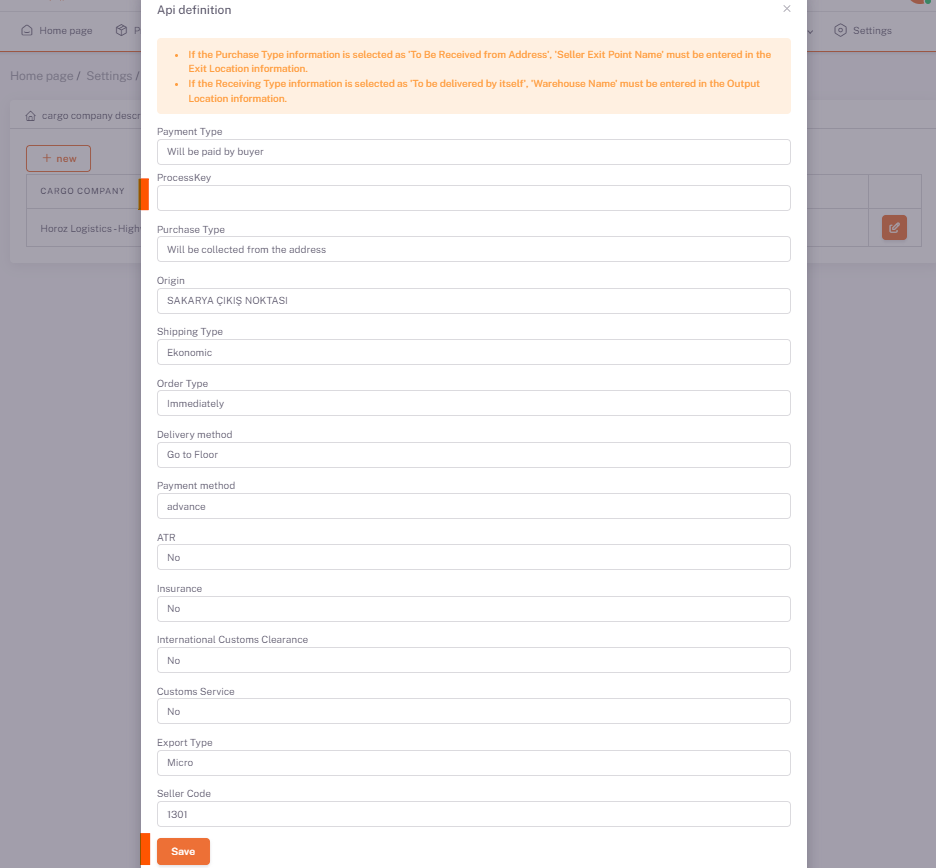 Api definition
×
Home page
P
Settings
Home page / Settings /
cargo company descr
+ new
CARGO COMPANY
Horoz Logistics - High
• If the Purchase Type information is selected as 'To Be Received from Address', 'Seller Exit Point Name' must be entered in the
Exit Location information.
• If the Receiving Type information is selected as 'To be delivered by itself', 'Warehouse Name' must be entered in the Output
Location information.
Payment Type
Will be paid by buyer
ProcessKey
Purchase Type
Will be collected from the address
Origin
SAKARYA ÇIKIŞ NOKTASI
Shipping Type
Ekonomic
Order Type
Immediately
Delivery method
Go to Floor
Payment method
advance
ATR
No
Insurance
No
International Customs Clearance
No
Customs Service
No
Export Type
Micro
Seller Code
1301
Save